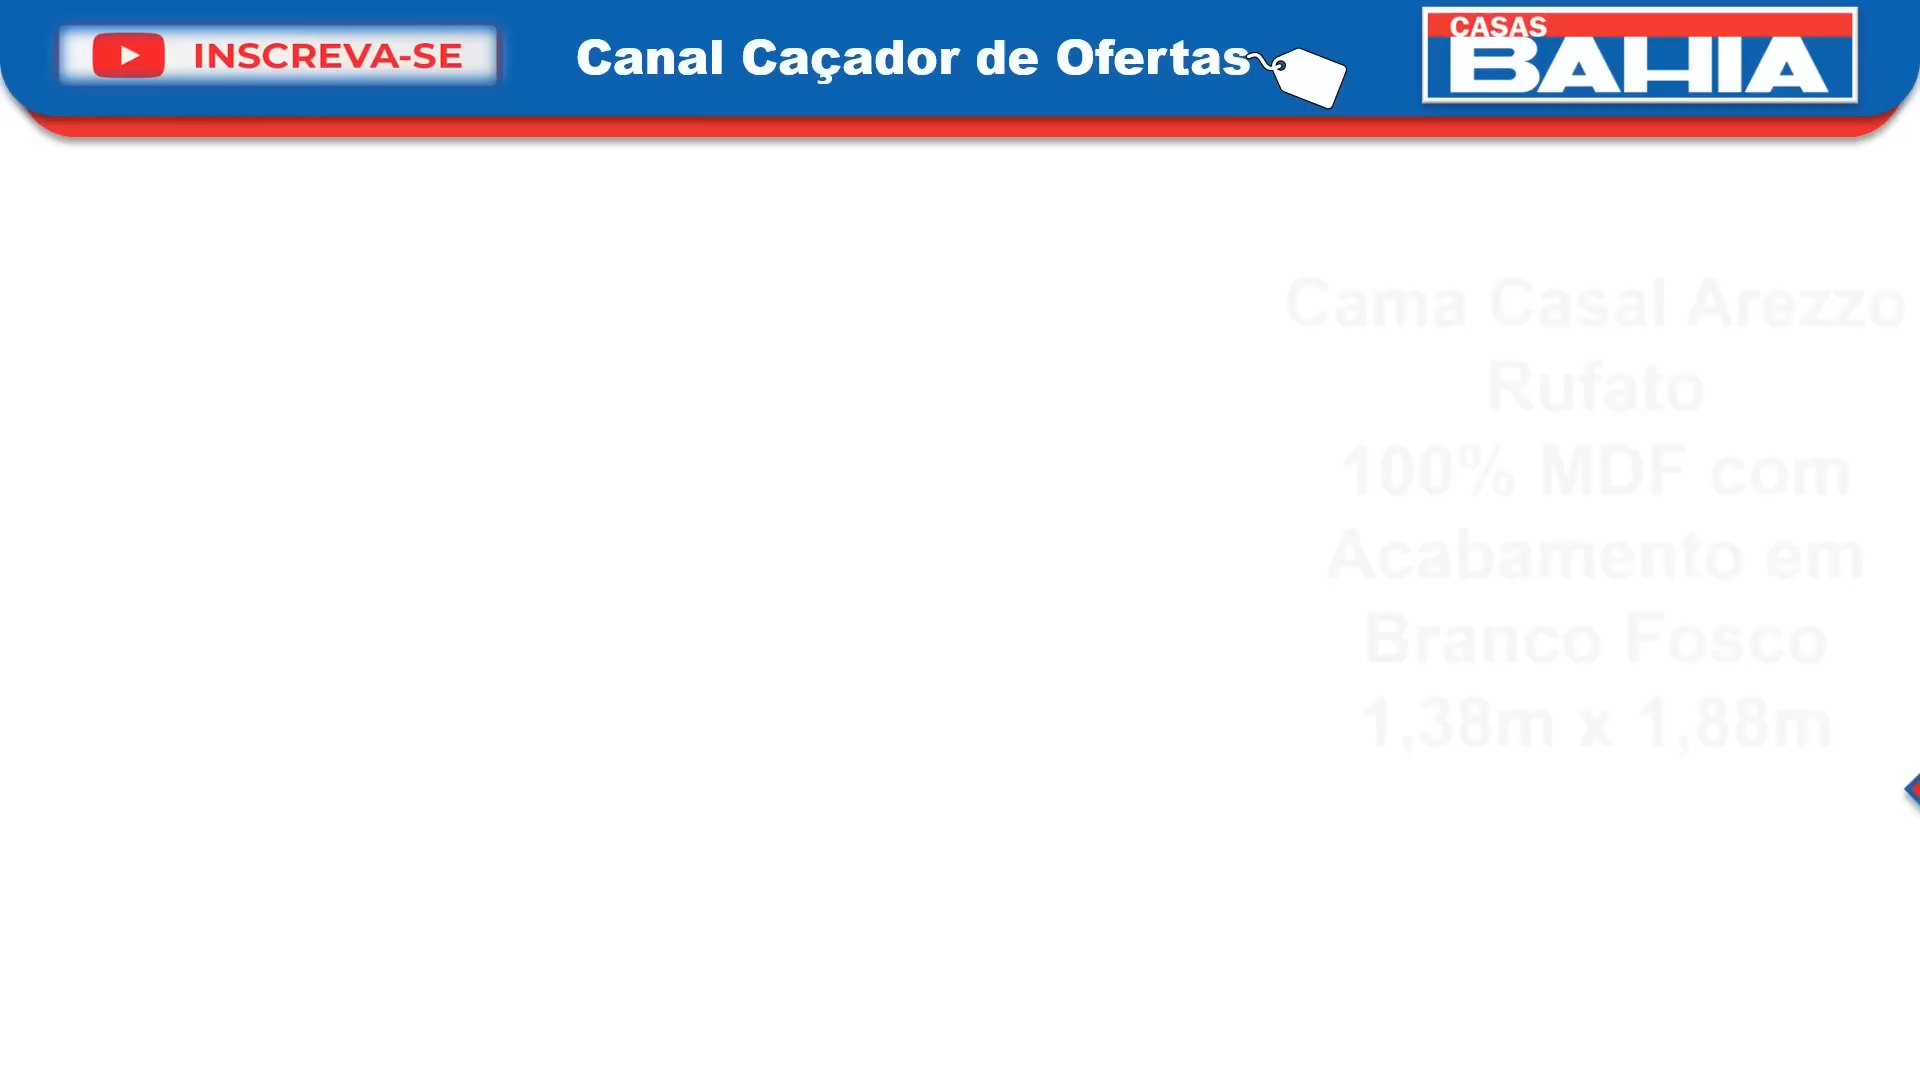 INSCREVA-SE
Canal Caçador de Ofertas
CASAS
BAHIA
Cama Casal Arezzo
Rufato
100% MDF com
Acabamento em
Branco Fosco
1,38m x 1,88m